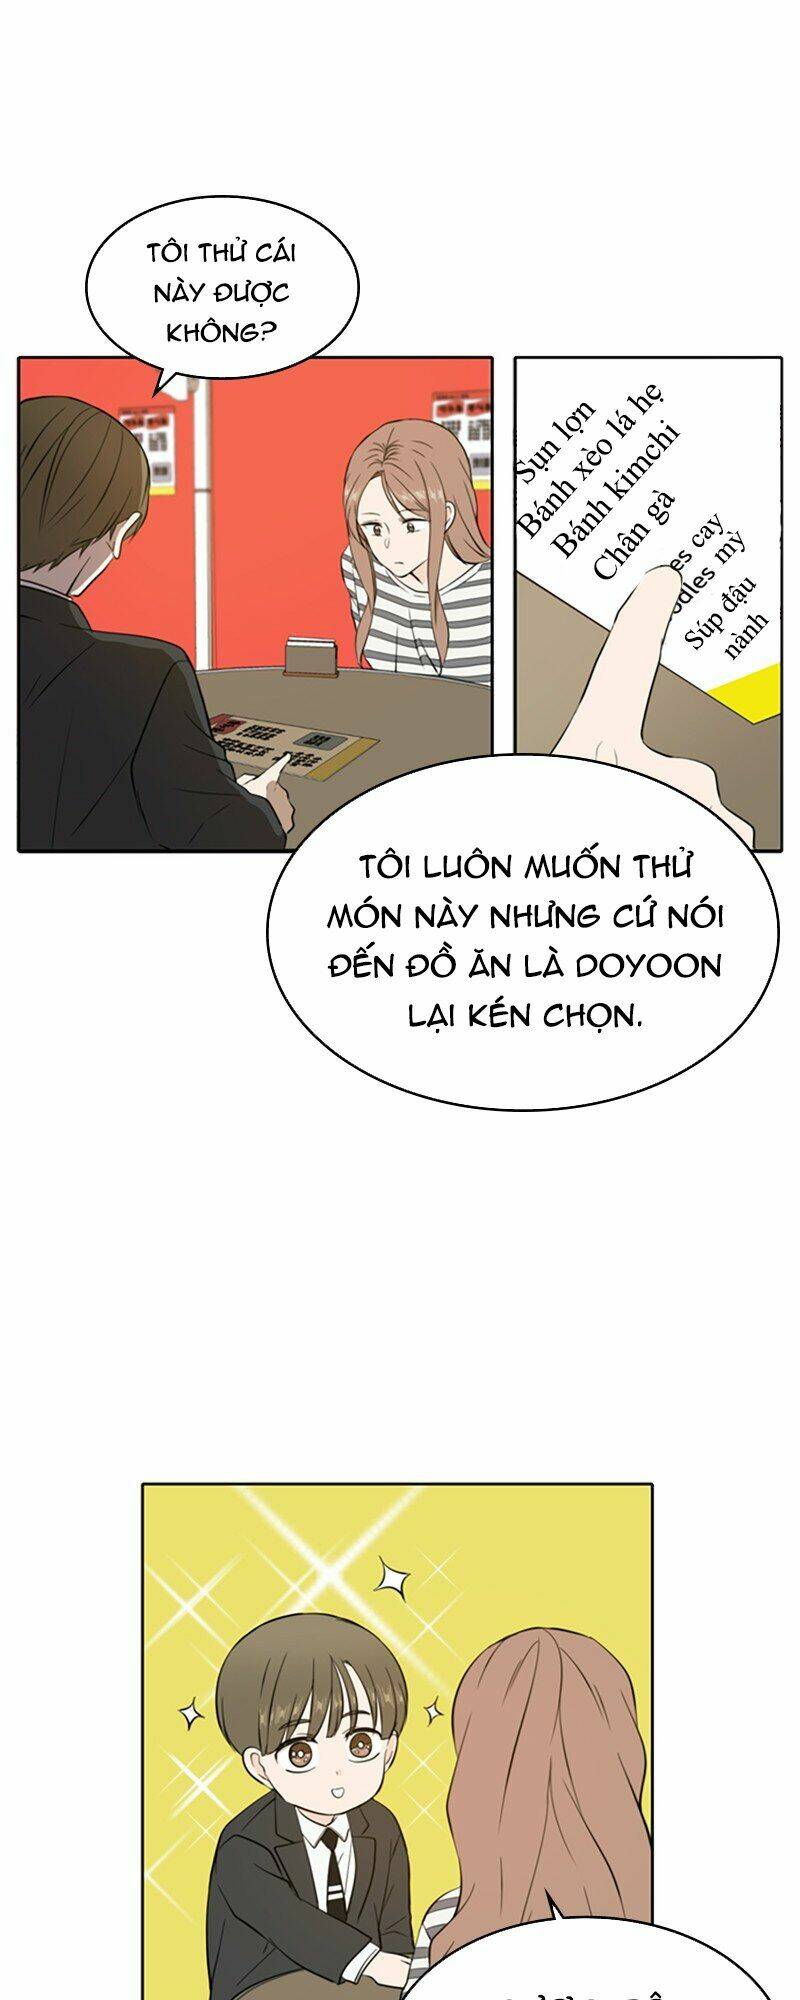 TÔI THỬ CÁI
NÀY ĐƯỢC
KHÔNG?
Sụn lợn
Bánh xèo lá hẹ
Bánh kimchi
Chân gà
es cay
odles mỳ
Súp đậu
nành
TÔI LUÔN MUỐN THỬ
MÓN NÀY NHƯNG CỨ NÓI
ĐẾN ĐỒ ĂN LÀ DOYOON
LẠI KÉN CHỌN.